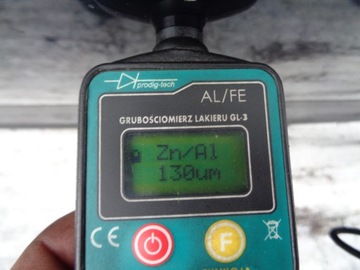 prodig-tech
AL/FE
GRUBOŚCIOMIERZ LAKIERU GL-3
Zn/Al
130um
CE
F